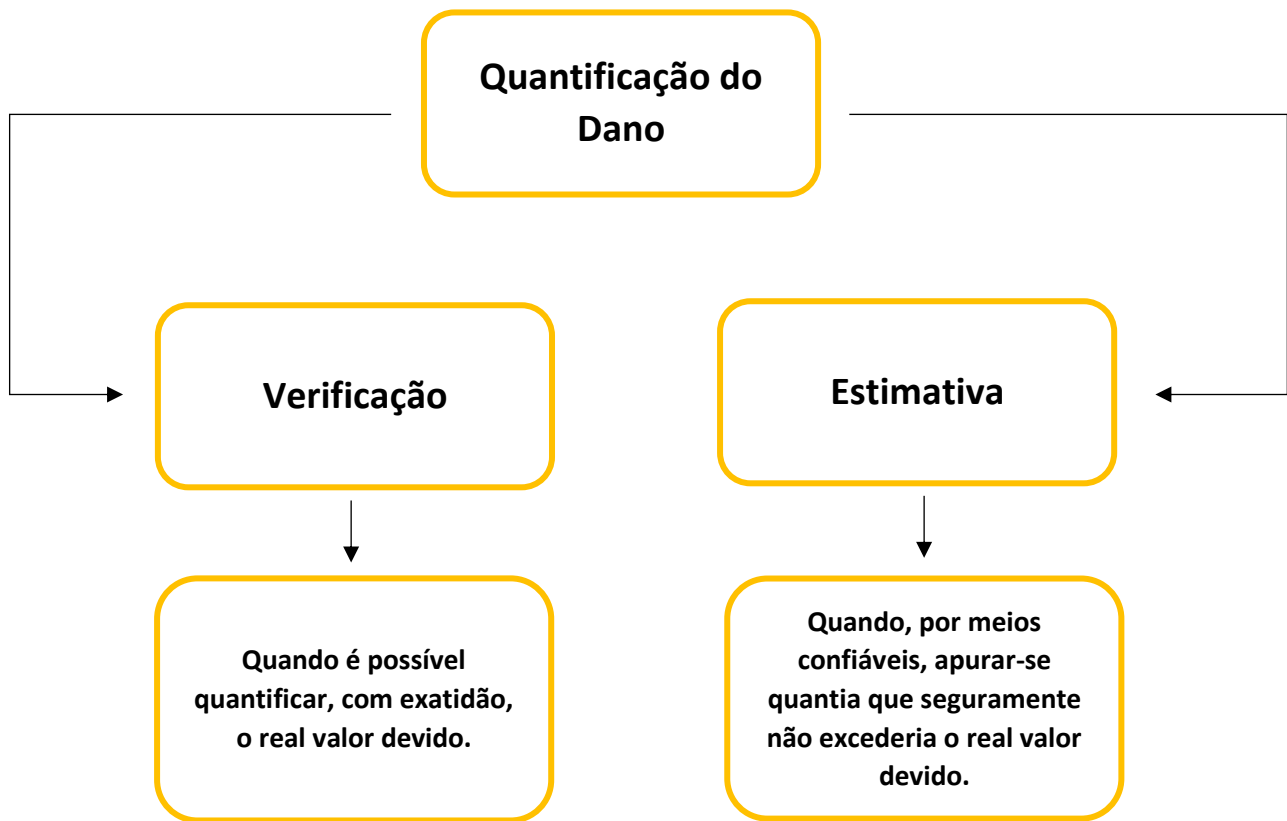 Quantificação do
Dano
Verificação
Estimativa
Quando é possível
quantificar, com exatidão,
o real valor devido.
Quando, por meios
confiáveis, apurar-se
quantia que seguramente
não excederia o real valor
devido.